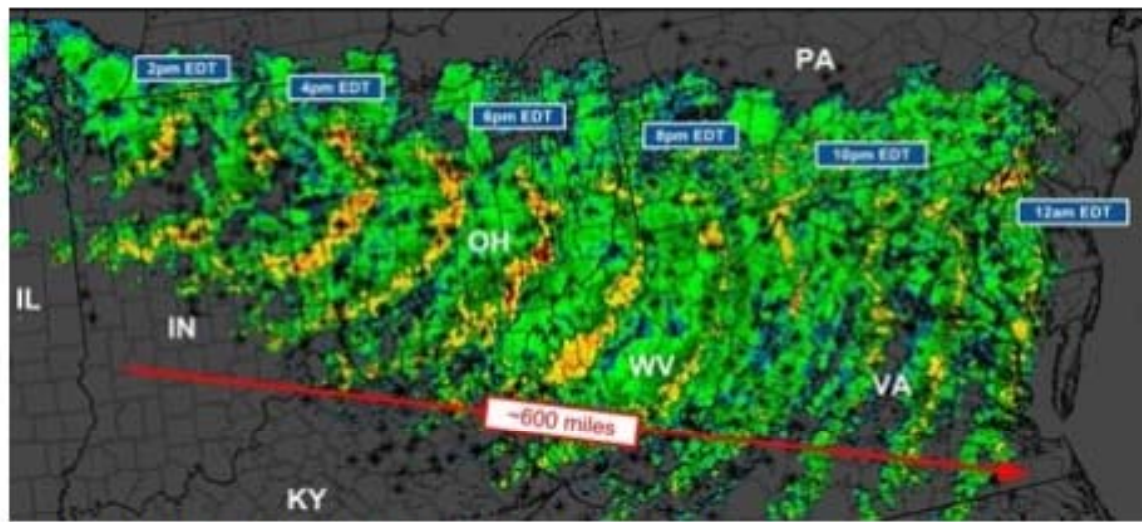 PA
2pm EDT
4pm EDT
6pm EDT
8pm EDT
10pm EDT
12am EDT
OH
IL
IN
WV
VA
~600 miles
KY